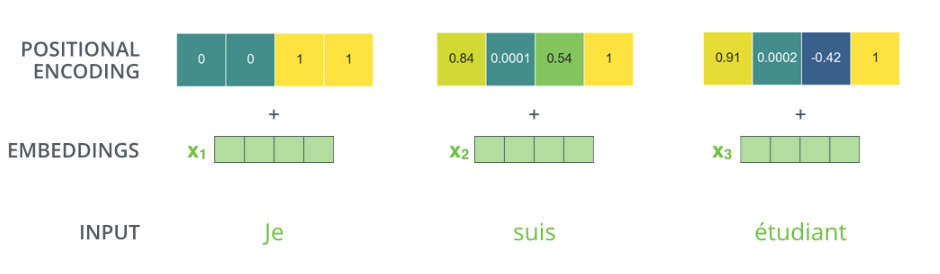 POSITIONAL ENCODING
0 0 1 1
0.84 0.0001 0.54 1
0.91 0.0002 -0.42 1
+ + +
EMBEDDINGS x1 x2 x3
INPUT Je suis étudiant